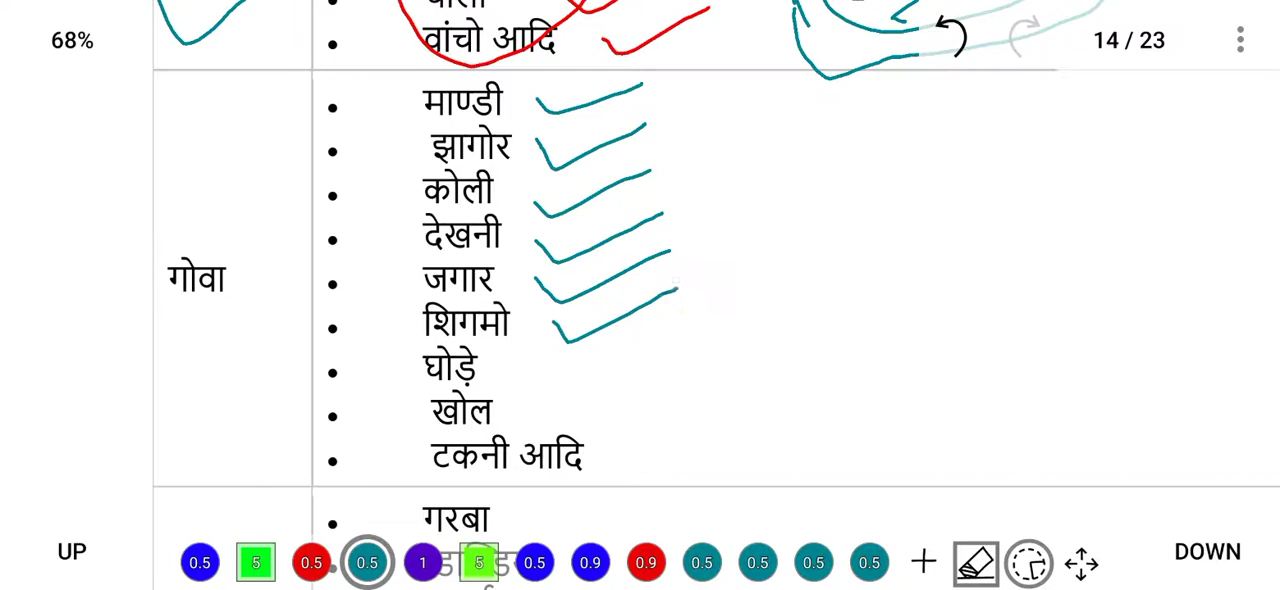 68%
वांचो आदि
14 / 23
माण्डी
झागोर
कोली
देखनी
गोवा
जगार
शिगमो
घोड़े
खोल
टकनी आदि
गरबा
UP
DOWN
0.5 5 0.5 0.5 1 5 0.5 0.9 0.9 0.5 0.5 0.5 0.5